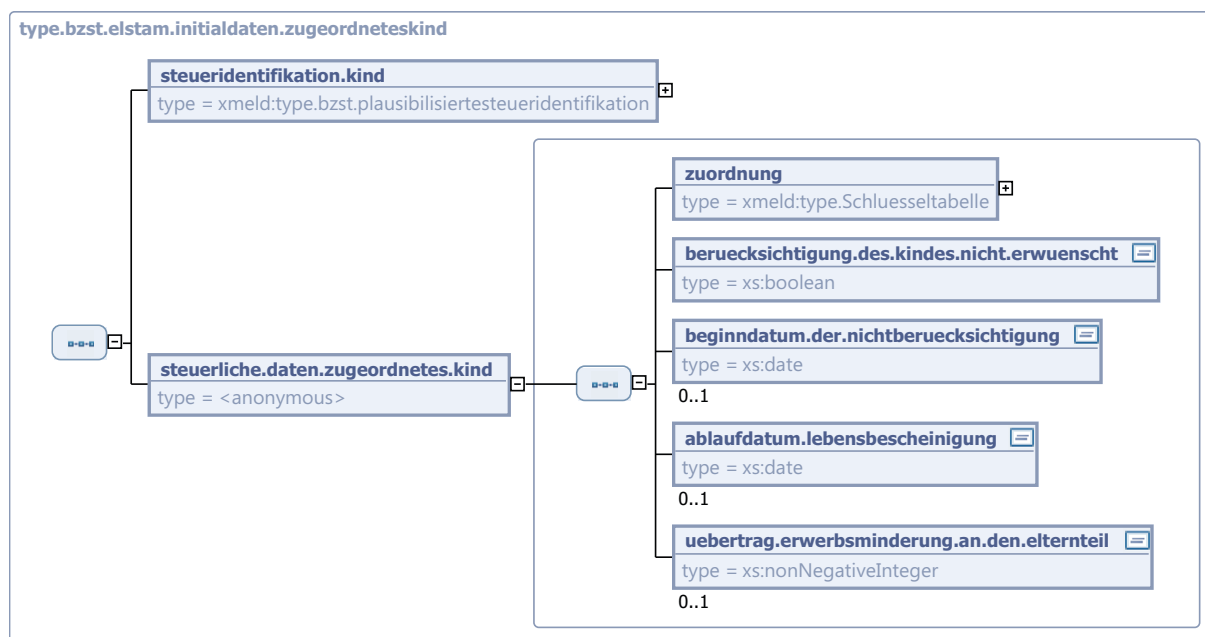 type.bzst.elstam.initialdaten.zugeordneteskind
steueridentifikation.kind
type = xmeld:type.bzst.plausibilisiertesteueridentifikation
zuordnung
type = xmeld:type.Schluesseltabelle
beruecksichtigung.des.kindes.nicht.erwuenscht
type = xs:boolean
beginndatum.der.nichtberuecksichtigung
type = xs:date
0..1
steuerliche.daten.zugeordnetes.kind
type = <anonymous>
ablaufdatum.lebensbescheinigung
type = xs:date
0..1
uebertrag.erwerbsminderung.an.den.elternteil
type = xs:nonNegativeInteger
0..1